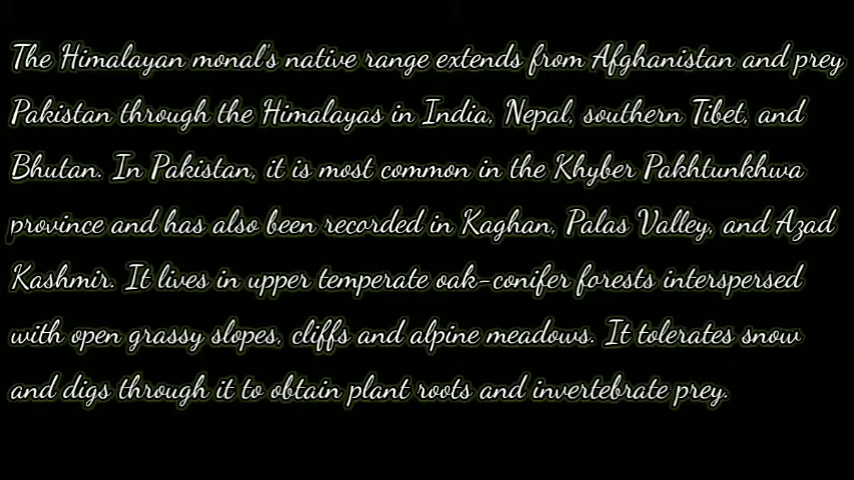 The Himalayan monal's native range extends from Afghanistan and prey
Pakistan through the Himalayas in India, Nepal, southern Tibet, and
Bhutan. In Pakistan, it is most common in the Khyber Pakhtunkhwa
province and has also been recorded in Kaghan, Palas Valley, and Azad
Kashmir. It lives in upper temperate oak-conifer forests interspersed
with open grassy slopes, cliffs and alpine meadows. It tolerates snow
and digs through it to obtain plant roots and invertebrate prey.